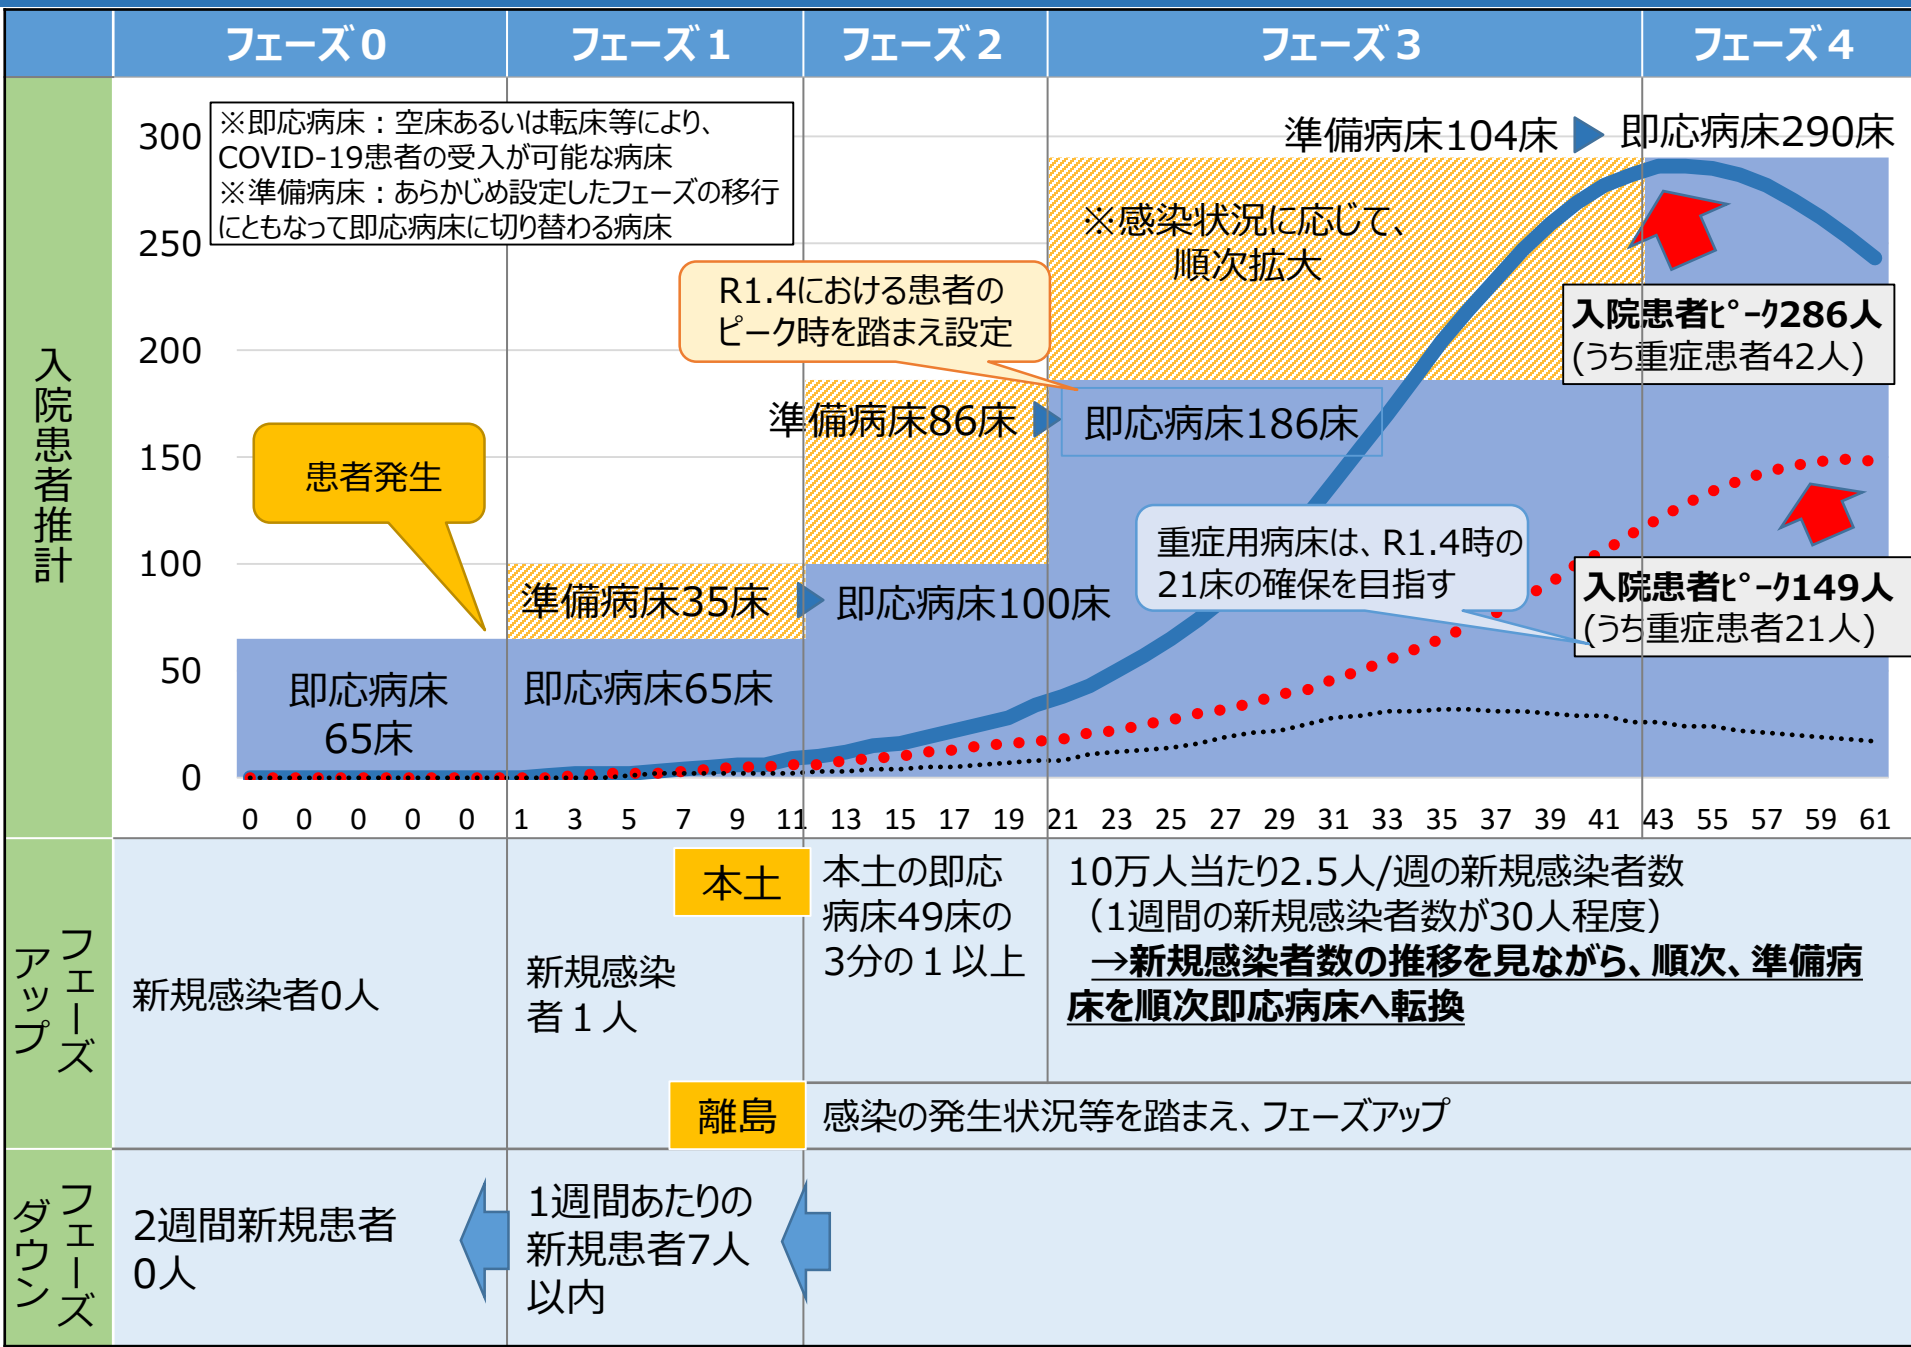 フェーズ０
フェーズ１
フェーズ２
フェーズ３
フェーズ４
入院患者推計
300
250
200
150
100
50
0
※即応病床：空床あるいは転床等により、
COVID-19患者の受入が可能な病床
※準備病床：あらかじめ設定したフェーズの移行
にともなって即応病床に切り替わる病床
準備病床104床
即応病床290床
※感染状況に応じて、
順次拡大
R1.4における患者の
ピーク時を踏まえ設定
入院患者ﾋﾟｰｸ286人
(うち重症患者42人)
準備病床86床
即応病床186床
患者発生
重症用病床は、R1.4時の
21床の確保を目指す
入院患者ﾋﾟｰｸ149人
(うち重症患者21人)
準備病床35床
即応病床100床
即応病床
65床
即応病床65床
0 0 0 0 0 1 3 5 7 9 11 13 15 17 19 21 23 25 27 29 31 33 35 37 39 41 43 55 57 59 61
フェーズ
アップ
新規感染者0人
新規感染
者１人
本土
本土の即応
病床49床の
3分の１以上
10万人当たり2.5人/週の新規感染者数
（1週間の新規感染者数が30人程度）
→新規感染者数の推移を見ながら、順次、準備病
床を順次即応病床へ転換
離島
感染の発生状況等を踏まえ、フェーズアップ
フェーズ
ダウン
2週間新規患者
0人
1週間あたりの
新規患者7人
以内